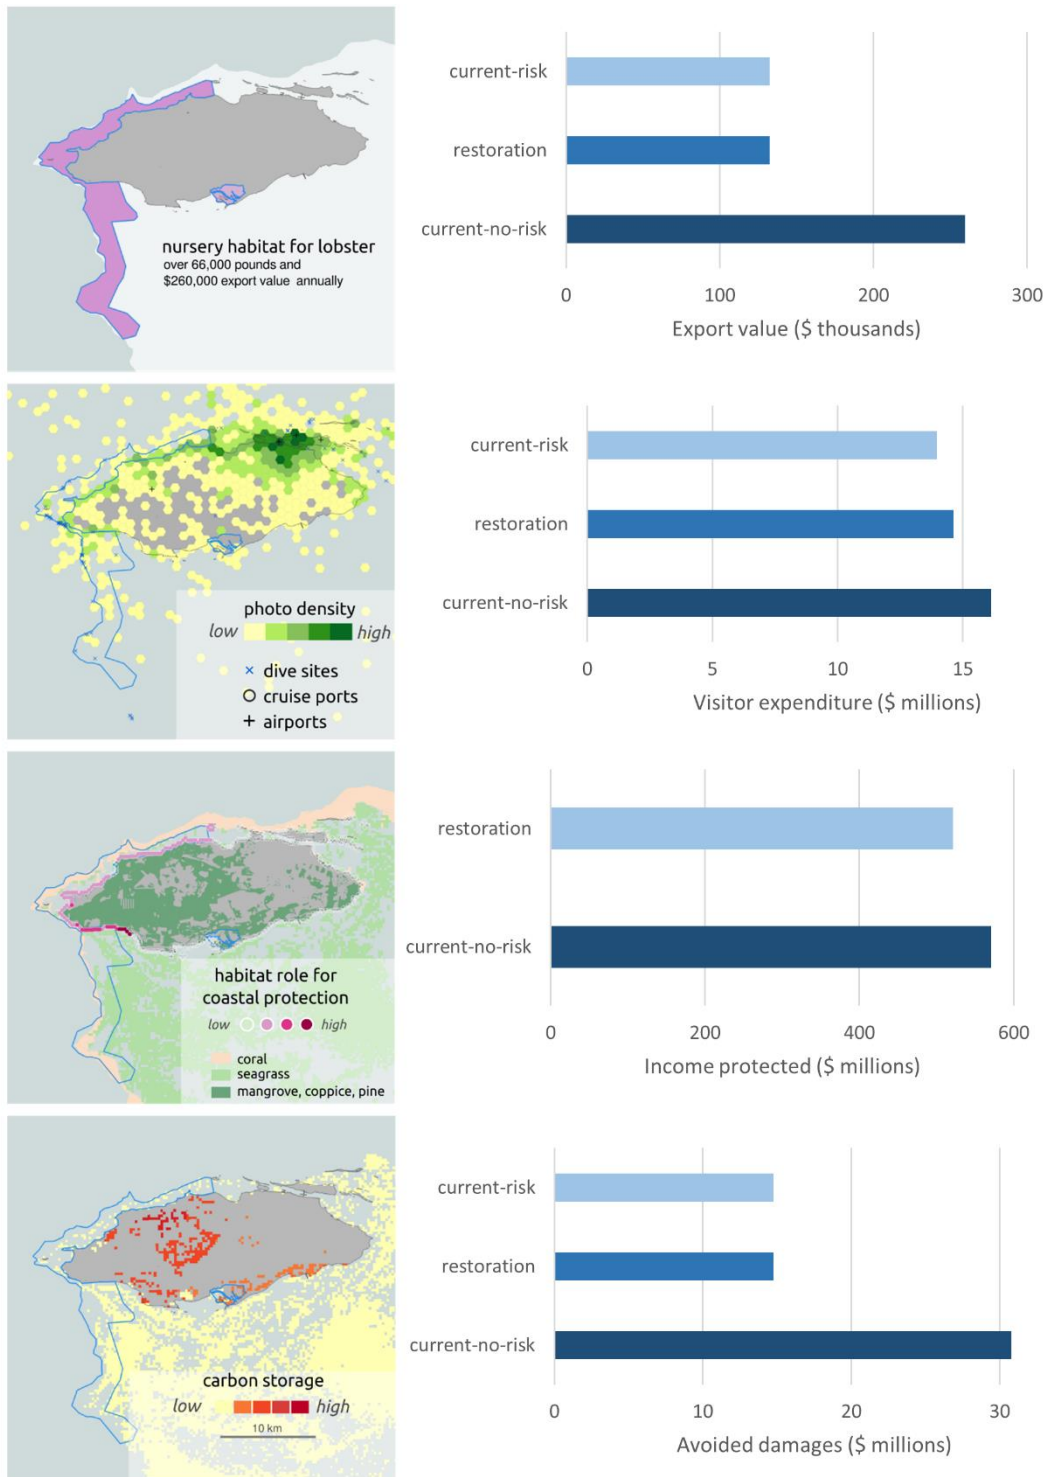 nursery habitat for lobster
over 66,000 pounds and
$260,000 export value annually
current-risk
restoration
current-no-risk
0 100 200 300
Export value ($ thousands)
photo density
low high
× dive sites
O cruise ports
+ airports
current-risk
restoration
current-no-risk
0 5 10 15
Visitor expenditure ($ millions)
habitat role for
coastal protection
low high
coral
seagrass
mangrove, coppice, pine
restoration
current-no-risk
0 200 400 600
Income protected ($ millions)
carbon storage
low high
10 km
current-risk
restoration
current-no-risk
0 10 20 30
Avoided damages ($ millions)